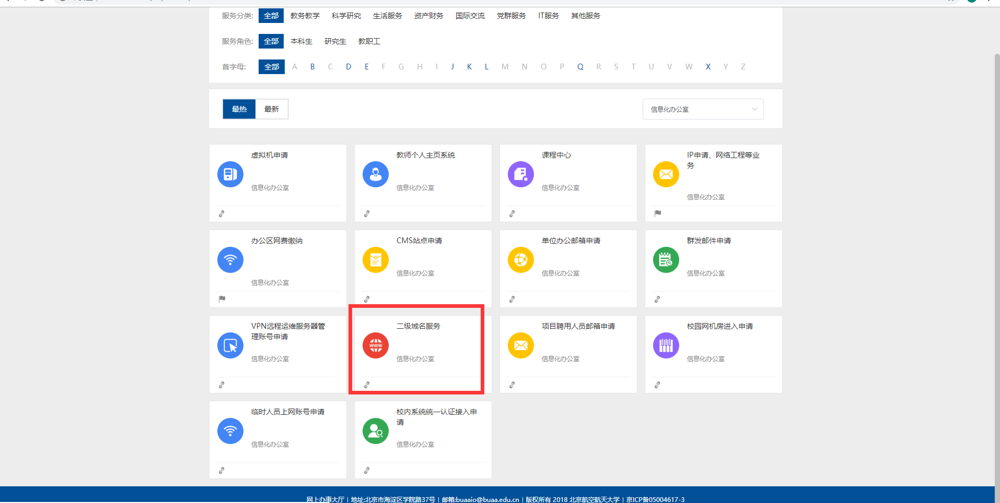 服务分类: 全部 教务教学 科学研究 生活服务 资产财务 国际交流 党群服务 IT服务 其他服务
服务角色: 全部 本科生 研究生 教职工
首字母: 全部 A B C D E F G H I J K L M N O P Q R S T U V W X Y Z
最热 最新 信息化办公室
虚拟机申请
信息化办公室
教师个人主页系统
信息化办公室
课程中心
信息化办公室
IP申请、网络工程等业
务
信息化办公室
办公区网费缴纳
信息化办公室
CMS站点申请
信息化办公室
单位办公邮箱申请
信息化办公室
群发邮件申请
信息化办公室
VPN远程运维服务器管
理账号申请
信息化办公室
WWW
二级域名服务
信息化办公室
项目聘用人员邮箱申请
信息化办公室
校园网机房进入申请
信息化办公室
临时人员上网账号申请
信息化办公室
校内系统统一认证接入申
请
信息化办公室
网上办事大厅 | 地址:北京市海淀区学院路37号 | 邮箱:buaaio@buaa.edu.cn | 版权所有 2018 北京航空航天大学 | 京ICP备05004617-3